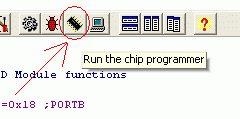 Run the chip programmer
D Module functions
=0x18 ;PORTB